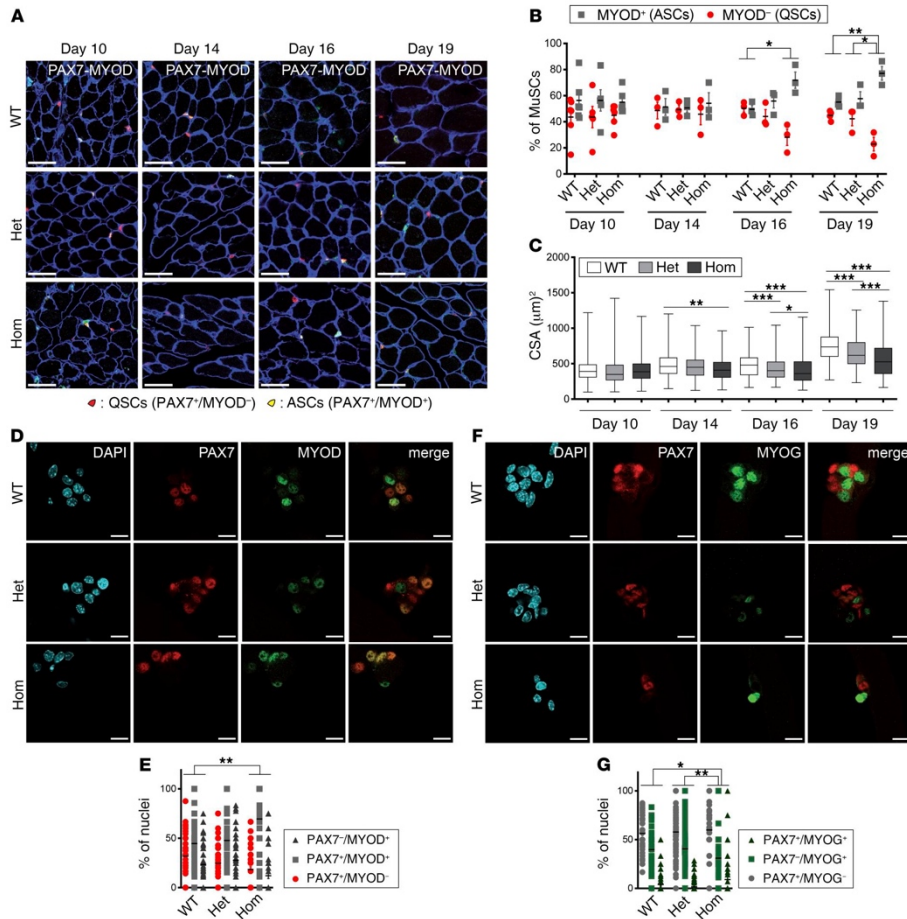 A
Day 10 Day 14 Day 16 Day 19
PAX7-MYOD PAX7-MYOD PAX7-MYOD PAX7-MYOD
WT
Het
Hom
: QSCs (PAX7⁺/MYOD⁻) : ASCs (PAX7⁺/MYOD⁺)
B
MYOD⁺ (ASCs) MYOD⁻ (QSCs)
% of MuSCs
100
80
60
40
20
0
* ** *
WT Het Hom WT Het Hom WT Het Hom WT Het Hom
Day 10 Day 14 Day 16 Day 19
C
WT Het Hom
CSA (µm)²
2000
1500
1000
500
0
** *** *** * *** *** ***
Day 10 Day 14 Day 16 Day 19
D
DAPI PAX7 MYOD merge
WT
Het
Hom
E
**
% of nuclei
100
50
0
WT Het Hom
PAX7⁻/MYOD⁺
PAX7⁺/MYOD⁺
PAX7⁺/MYOD⁻
F
DAPI PAX7 MYOG merge
WT
Het
Hom
G
* **
% of nuclei
100
50
0
WT Het Hom
PAX7⁺/MYOG⁺
PAX7⁻/MYOG⁺
PAX7⁺/MYOG⁻